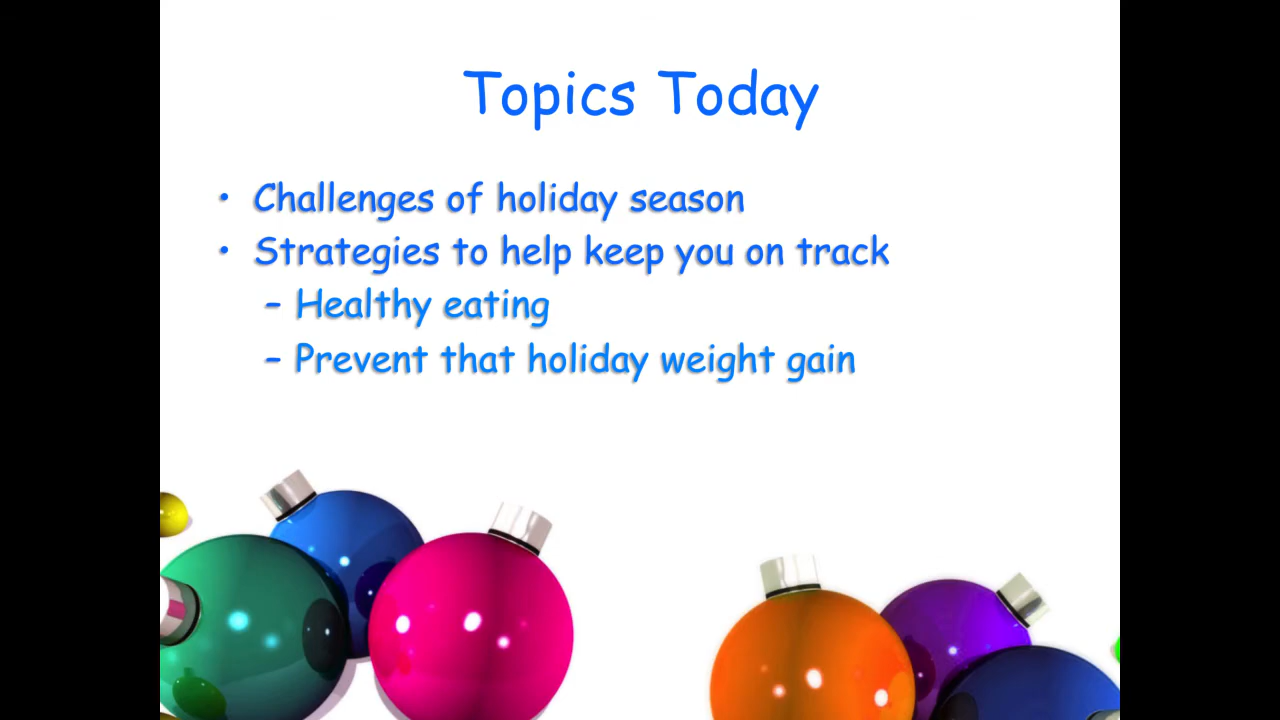 Topics Today
• Challenges of holiday season
• Strategies to help keep you on track
– Healthy eating
– Prevent that holiday weight gain